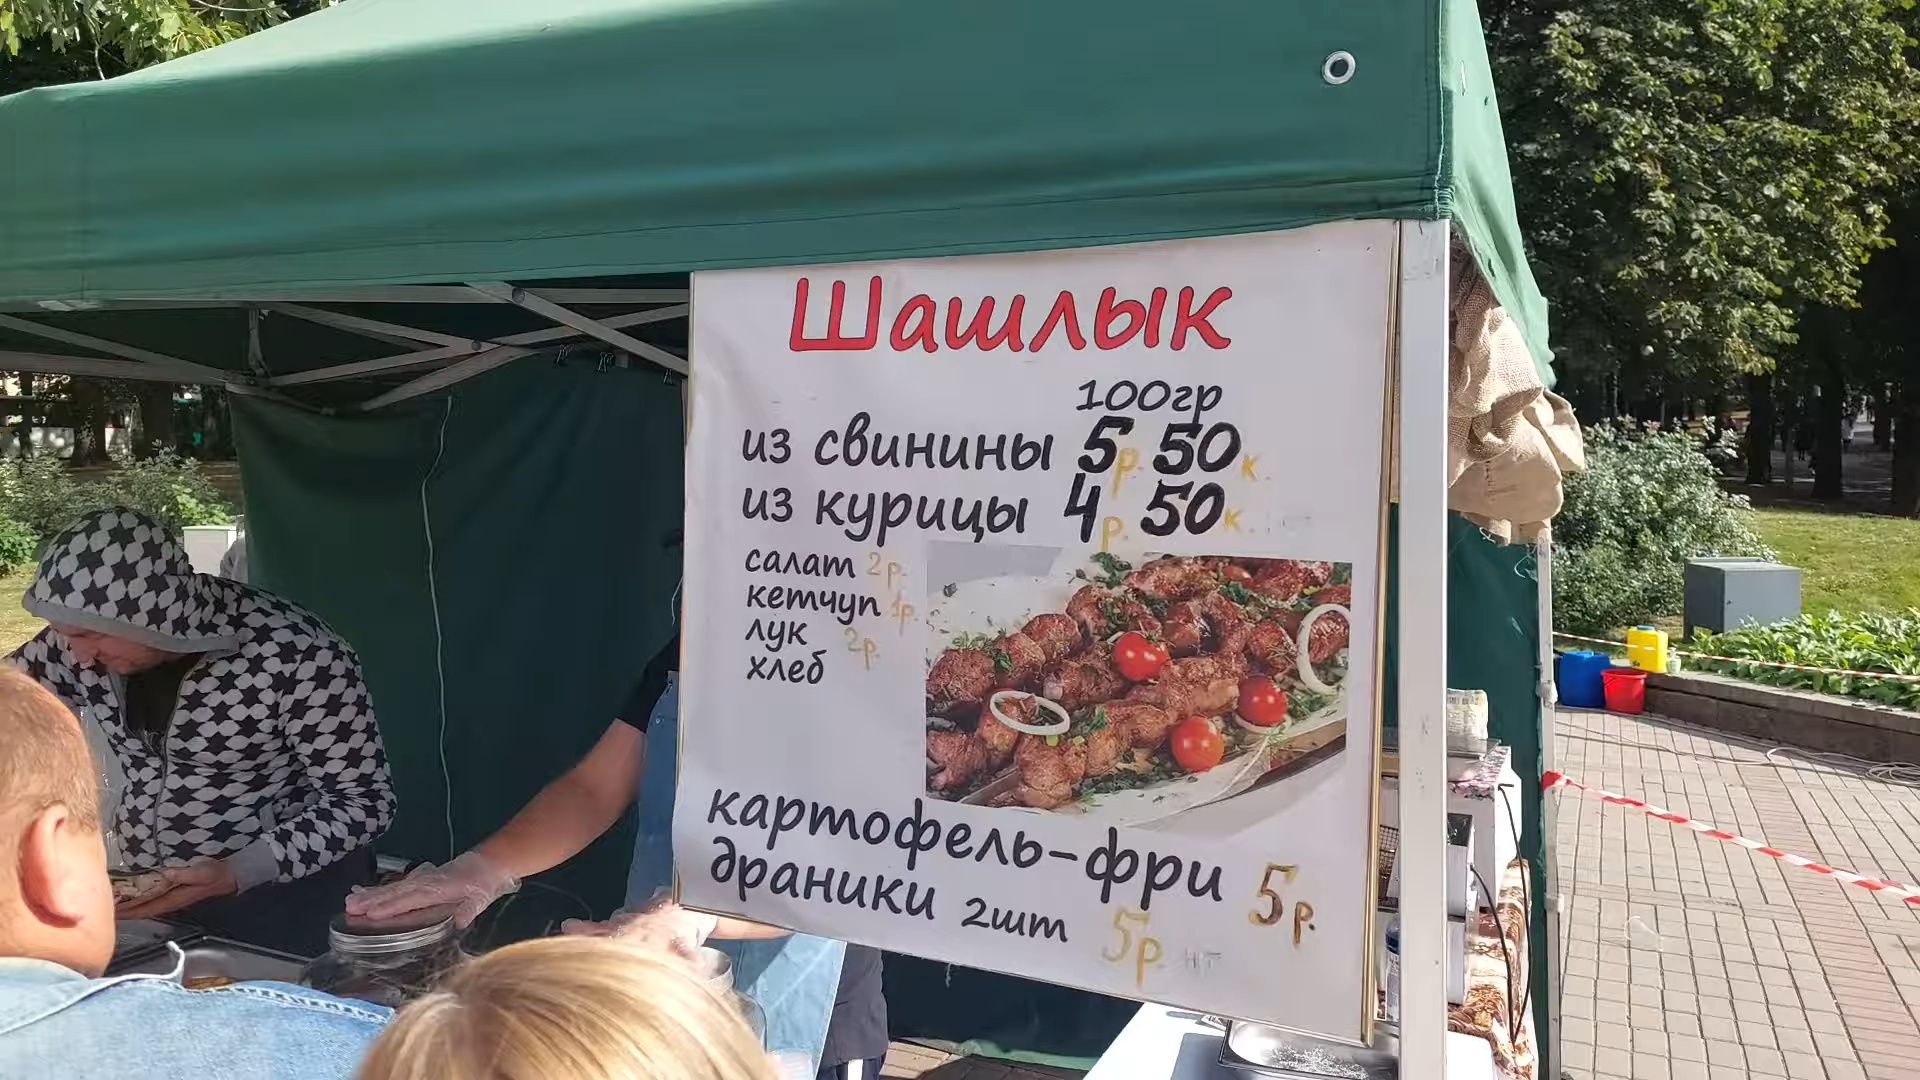 Шашлык
100гр
из свинины 5р. 50к.
из курицы 4р. 50к.
салат 2р.
кетчуп 1р.
лук 2р.
хлеб
картофель-фри 5р.
драники 2шт 5р.